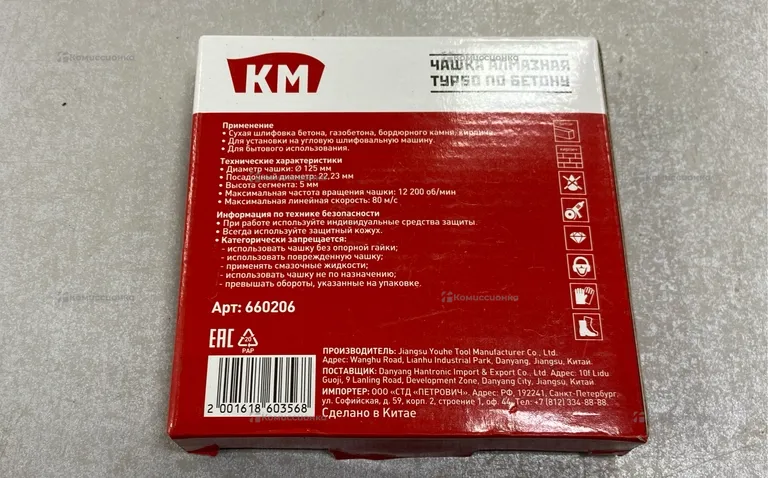 Комиссионка
Комиссионка
КМ
ЧАШКА АЛМАЗНАЯ
ТУРБО ПО БЕТОНУ
Применение
• Сухая шлифовка бетона, газобетона, бордюрного камня, кирпича.
• Для установки на угловую шлифовальную машину
• Для бытового использования.
Технические характеристики
• Диаметр чашки: Ø 125 мм
• Посадочный диаметр: 22,23 мм
• Высота сегмента: 5 мм
• Максимальная частота вращения чашки: 12 200 об/мин
• Максимальная линейная скорость: 80 м/с
Информация по технике безопасности
• При работе используйте индивидуальные средства защиты.
• Всегда используйте защитный кожух.
• Категорически запрещается:
- использовать чашку без опорной гайки;
- использовать поврежденную чашку;
- применять смазочные жидкости;
- использовать чашку не по назначению;
- превышать обороты, указанные на упаковке.
Комиссионка
Комиссионка
Арт: 660206
EAC
20
PAP
ПРОИЗВОДИТЕЛЬ: Jiangsu Youhe Tool Manufacturer Co., Ltd.
Адрес: Wanghu Road, Lianhu Industrial Park, Danyang, Jiangsu, Китай.
ПОСТАВЩИК: Danyang Hantronic Import & Export Co., Ltd. Адрес: 10f Lidu
Guoji, 9 Lanling Road, Development Zone, Danyang City, Jiangsu, Китай.
ИМПОРТЕР: ООО «СТД «ПЕТРОВИЧ». Адрес: РФ, 192241, Санкт-Петербург,
ул. Софийская, д. 59, корп. 2, строение 1, оф. 44. Тел: +7 (812) 334-88-88.
Сделано в Китае
2 001618 603568